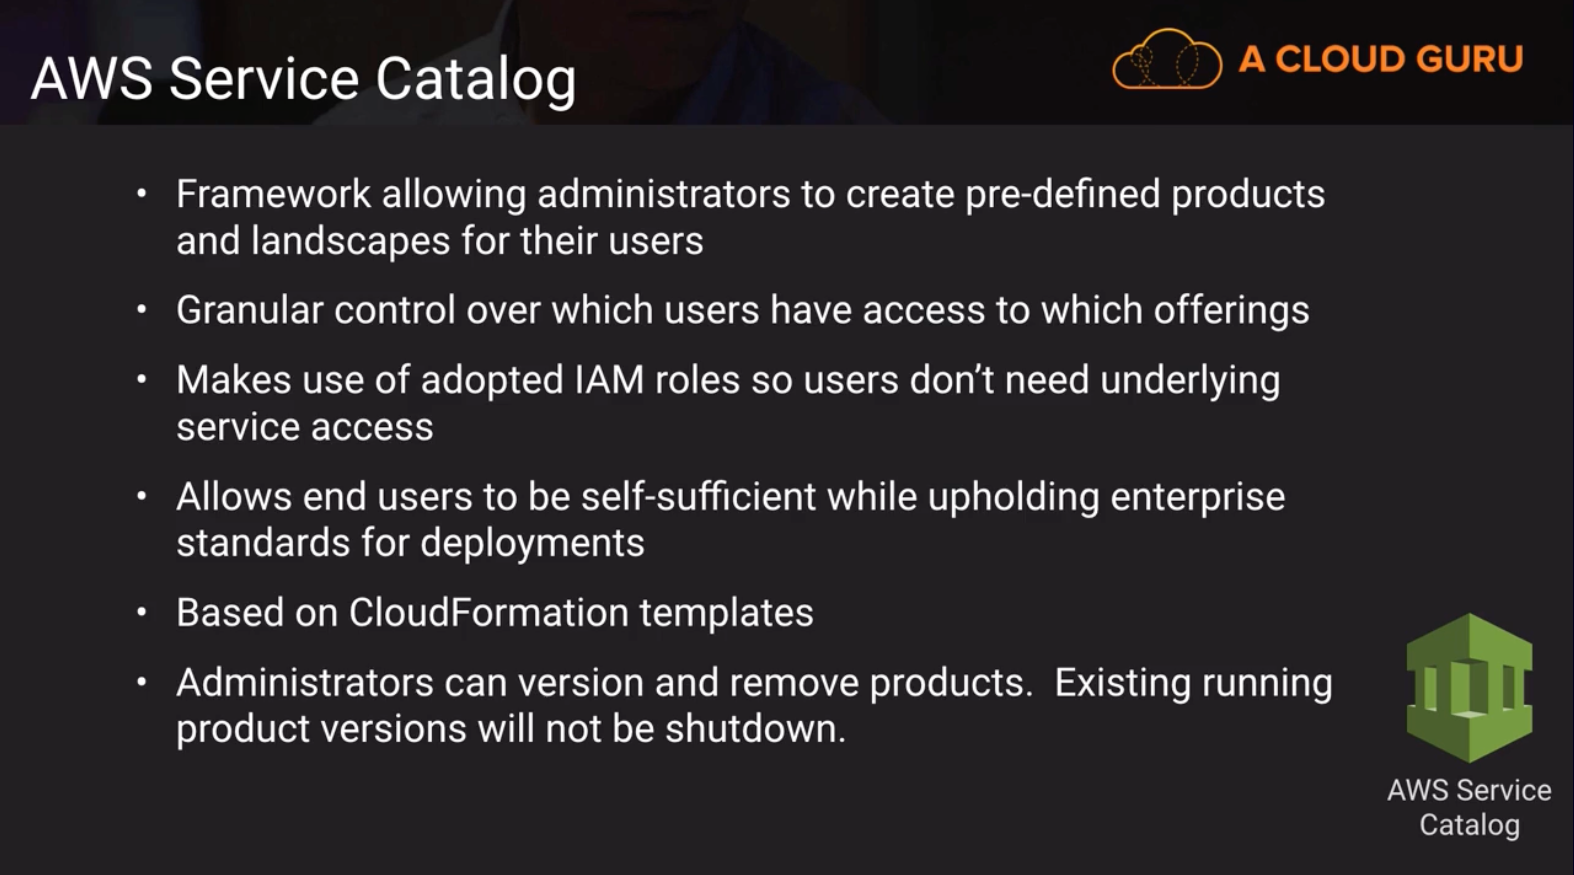 AWS Service Catalog
A CLOUD GURU
• Framework allowing administrators to create pre-defined products
and landscapes for their users
• Granular control over which users have access to which offerings
• Makes use of adopted IAM roles so users don’t need underlying
service access
• Allows end users to be self-sufficient while upholding enterprise
standards for deployments
• Based on CloudFormation templates
• Administrators can version and remove products.  Existing running
product versions will not be shutdown.
AWS Service
Catalog